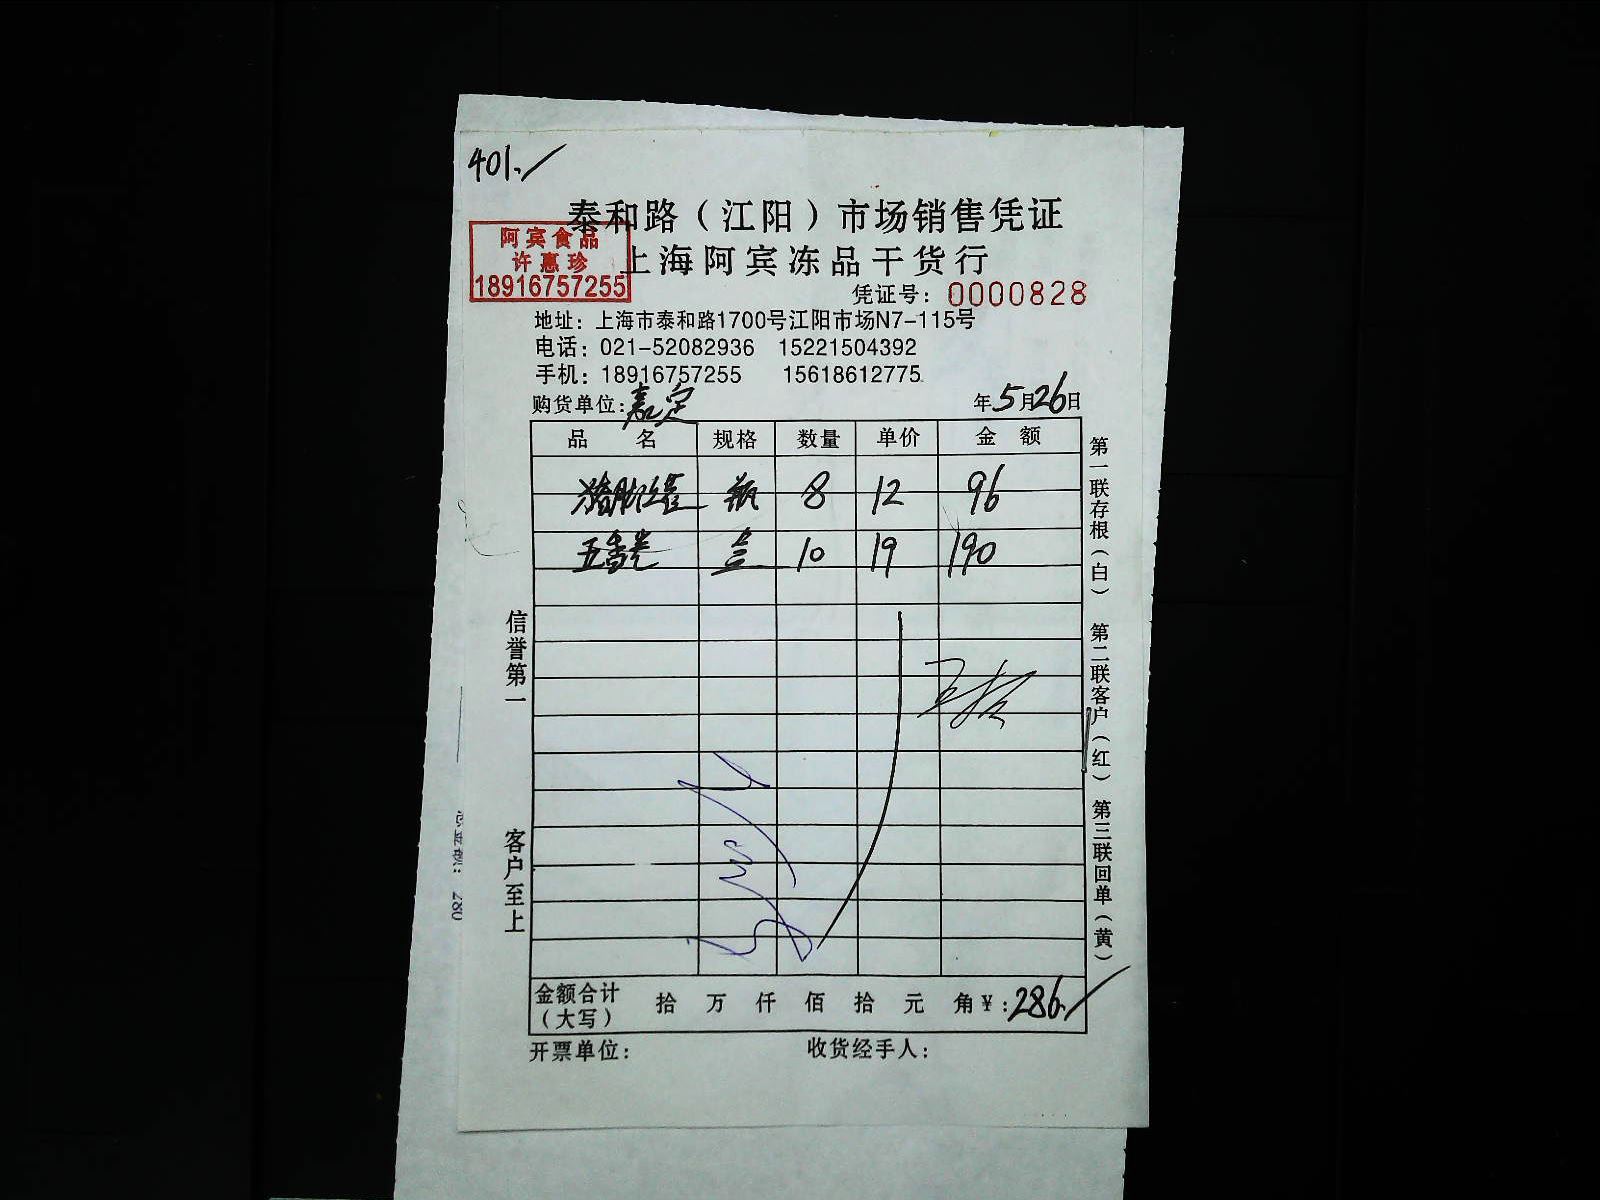 401.
泰和路（江阳）市场销售凭证
阿宾食品
许惠珍
18916757255
上海阿宾冻品干货行
凭证号：0000828
地址：上海市泰和路1700号江阳市场N7-115号
电话：021-52082936 15221504392
手机：18916757255 15618612775
购货单位：嘉定 年5月26日
品名 规格 数量 单价 金额
瓶 8 12 96
五香 盒 10 19 190
金额合计（大写） 拾 万 仟 佰 拾 元 角 ¥：286.
开票单位： 收货经手人：
信誉第一
客户至上
第一联存根（白） 第二联客户（红） 第三联回单（黄）